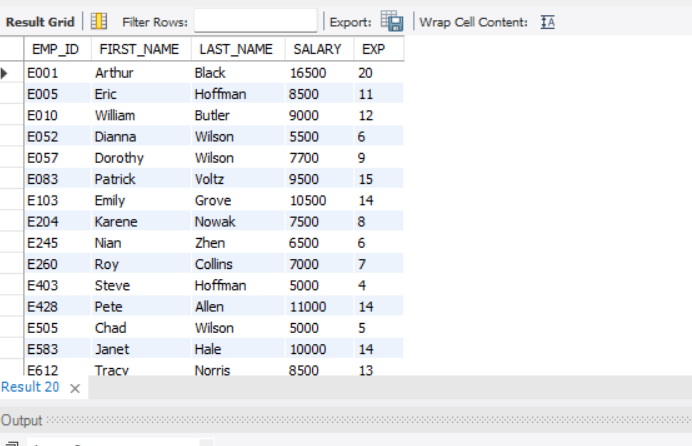 Result Grid Filter Rows: Export: Wrap Cell Content:
EMP_ID FIRST_NAME LAST_NAME SALARY EXP
E001 Arthur Black 16500 20
E005 Eric Hoffman 8500 11
E010 William Butler 9000 12
E052 Dianna Wilson 5500 6
E057 Dorothy Wilson 7700 9
E083 Patrick Voltz 9500 15
E103 Emily Grove 10500 14
E204 Karene Nowak 7500 8
E245 Nian Zhen 6500 6
E260 Roy Collins 7000 7
E403 Steve Hoffman 5000 4
E428 Pete Allen 11000 14
E505 Chad Wilson 5000 5
E583 Janet Hale 10000 14
E612 Tracy Norris 8500 13
Result 20
Output